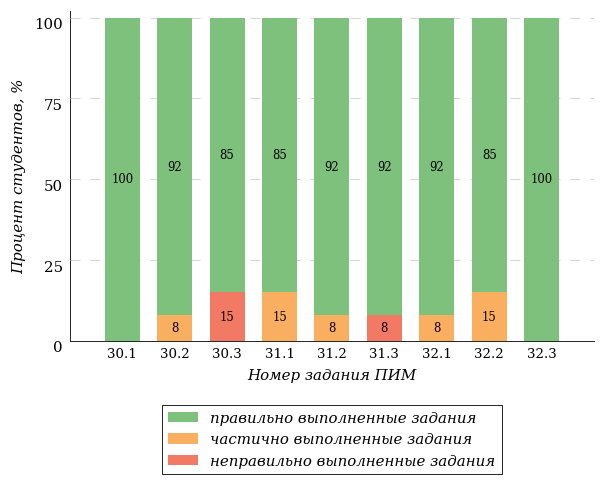 100
75
50
25
0
Процент студентов, %
100 92 85 85 92 92 92 85 100
8 15 15 8 8 8 15
30.1 30.2 30.3 31.1 31.2 31.3 32.1 32.2 32.3
Номер задания ПИМ
правильно выполненные задания
частично выполненные задания
неправильно выполненные задания